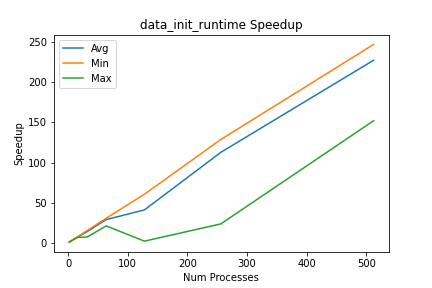 data_init_runtime Speedup
Avg
Min
Max
Speedup
250
200
150
100
50
0
0 100 200 300 400 500
Num Processes